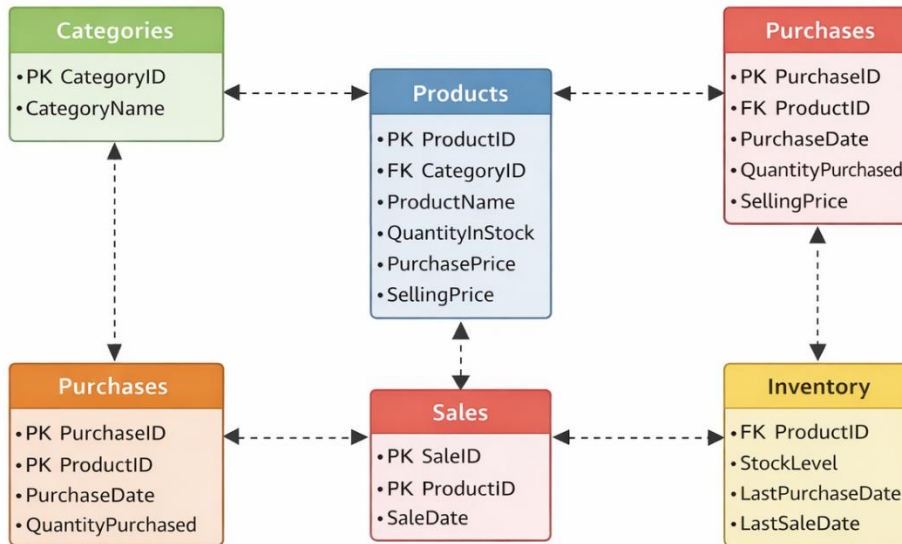 Categories
•PK CategoryID
•CategoryName
Products
•PK ProductID
•FK CategoryID
•ProductName
•QuantityInStock
•PurchasePrice
•SellingPrice
Purchases
•PK PurchaseID
•FK ProductID
•PurchaseDate
•QuantityPurchased
•SellingPrice
Purchases
•PK PurchaseID
•PK ProductID
•PurchaseDate
•QuantityPurchased
Sales
•PK SaleID
•PK ProductID
•SaleDate
Inventory
•FK ProductID
•StockLevel
•LastPurchaseDate
•LastSaleDate